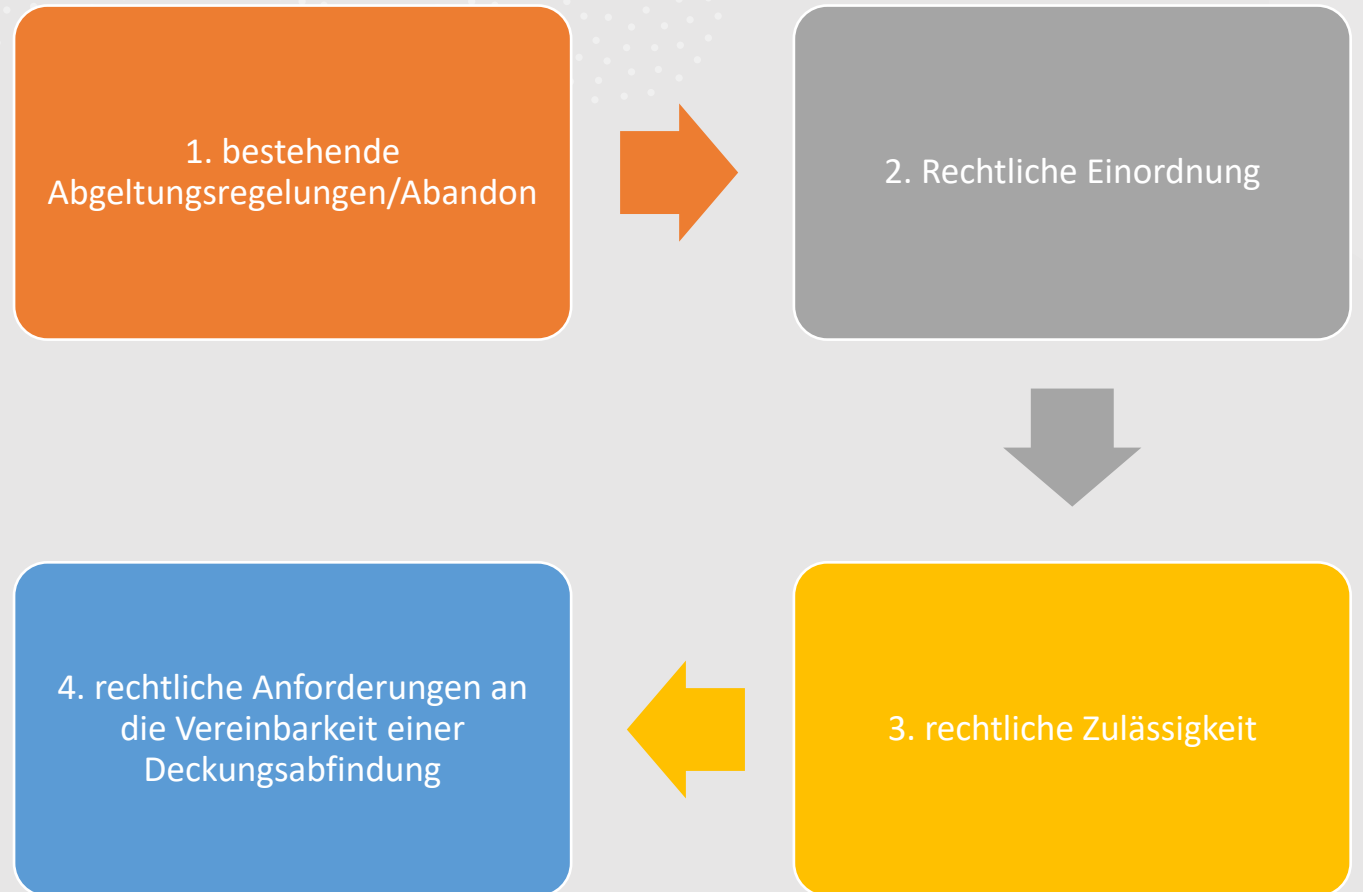 1. bestehende
Abgeltungsregelungen/Abandon
2. Rechtliche Einordnung
3. rechtliche Zulässigkeit
4. rechtliche Anforderungen an
die Vereinbarkeit einer
Deckungsabfindung